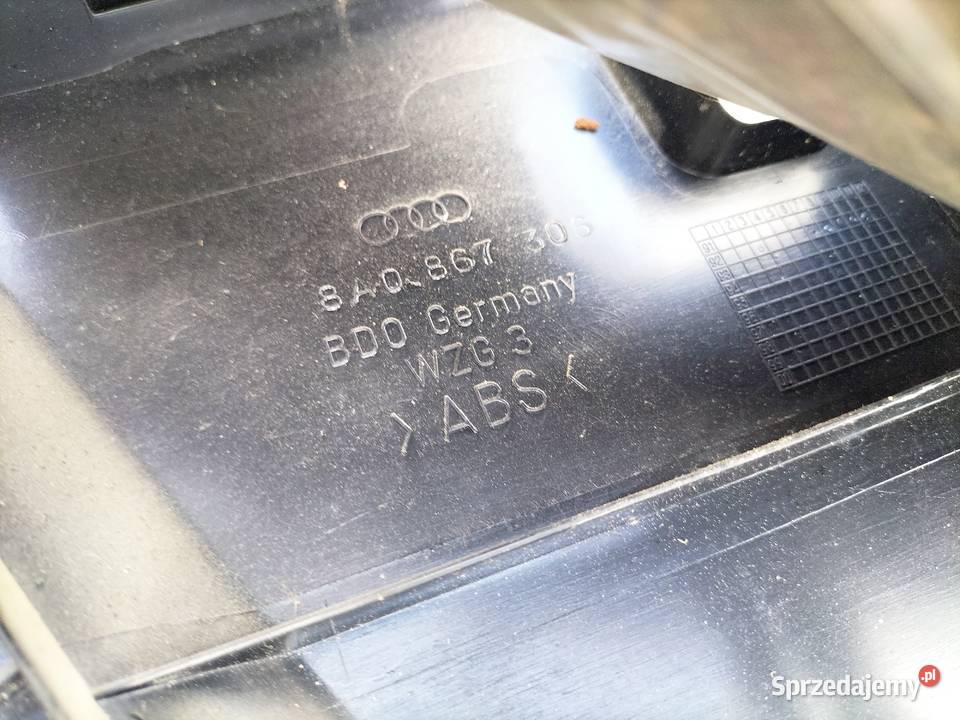 8A0.867 306
BDO Germany
WZG 3
>ABS<
Sprzedajemy.pl